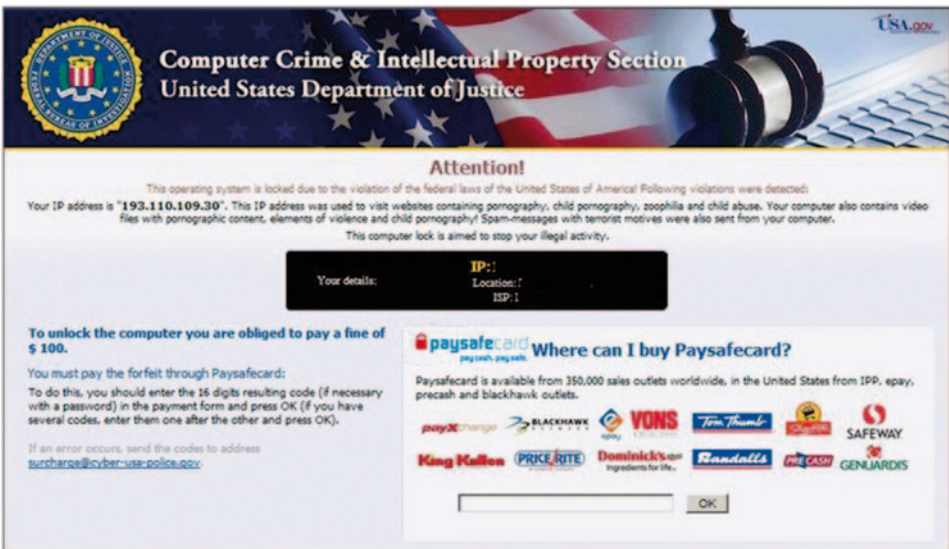 DEPARTMENT OF JUSTICE
FEDERAL BUREAU OF INVESTIGATION
USA.gov
Computer Crime & Intellectual Property Section
United States Department of Justice
Attention!
This operating system is locked due to the violation of the federal laws of the United States of America! Following violations were detected:
Your IP address is "193.110.109.30". This IP address was used to visit websites containing pornography, child pornography, zoophilia and child abuse. Your computer also contains video
files with pornographic content, elements of violence and child pornography! Spam-messages with terrorist motives were also sent from your computer.
This computer lock is aimed to stop your illegal activity.
Your details:
IP:
Location:
ISP:
To unlock the computer you are obliged to pay a fine of
$ 100.
You must pay the forfeit through Paysafecard:
To do this, you should enter the 16 digits resulting code (if necessary
with a password) in the payment form and press OK (if you have
several codes, enter them one after the other and press OK).
If an error occurs, send the codes to address
surcharge@cyber-usa-police.gov.
paysafecard
pay cash. pay safe.
Where can I buy Paysafecard?
Paysafecard is available from 350,000 sales outlets worldwide, in the United States from IPP, epay,
precash and blackhawk outlets.
payXchange
BLACKHAWK
NETWORK
epay
VONS
Tom Thumb
SAFEWAY
King Kullen
PRICE RITE
Dominick's
Ingredients for life..
Randalls
PRE CASH
GENUARDIS
OK